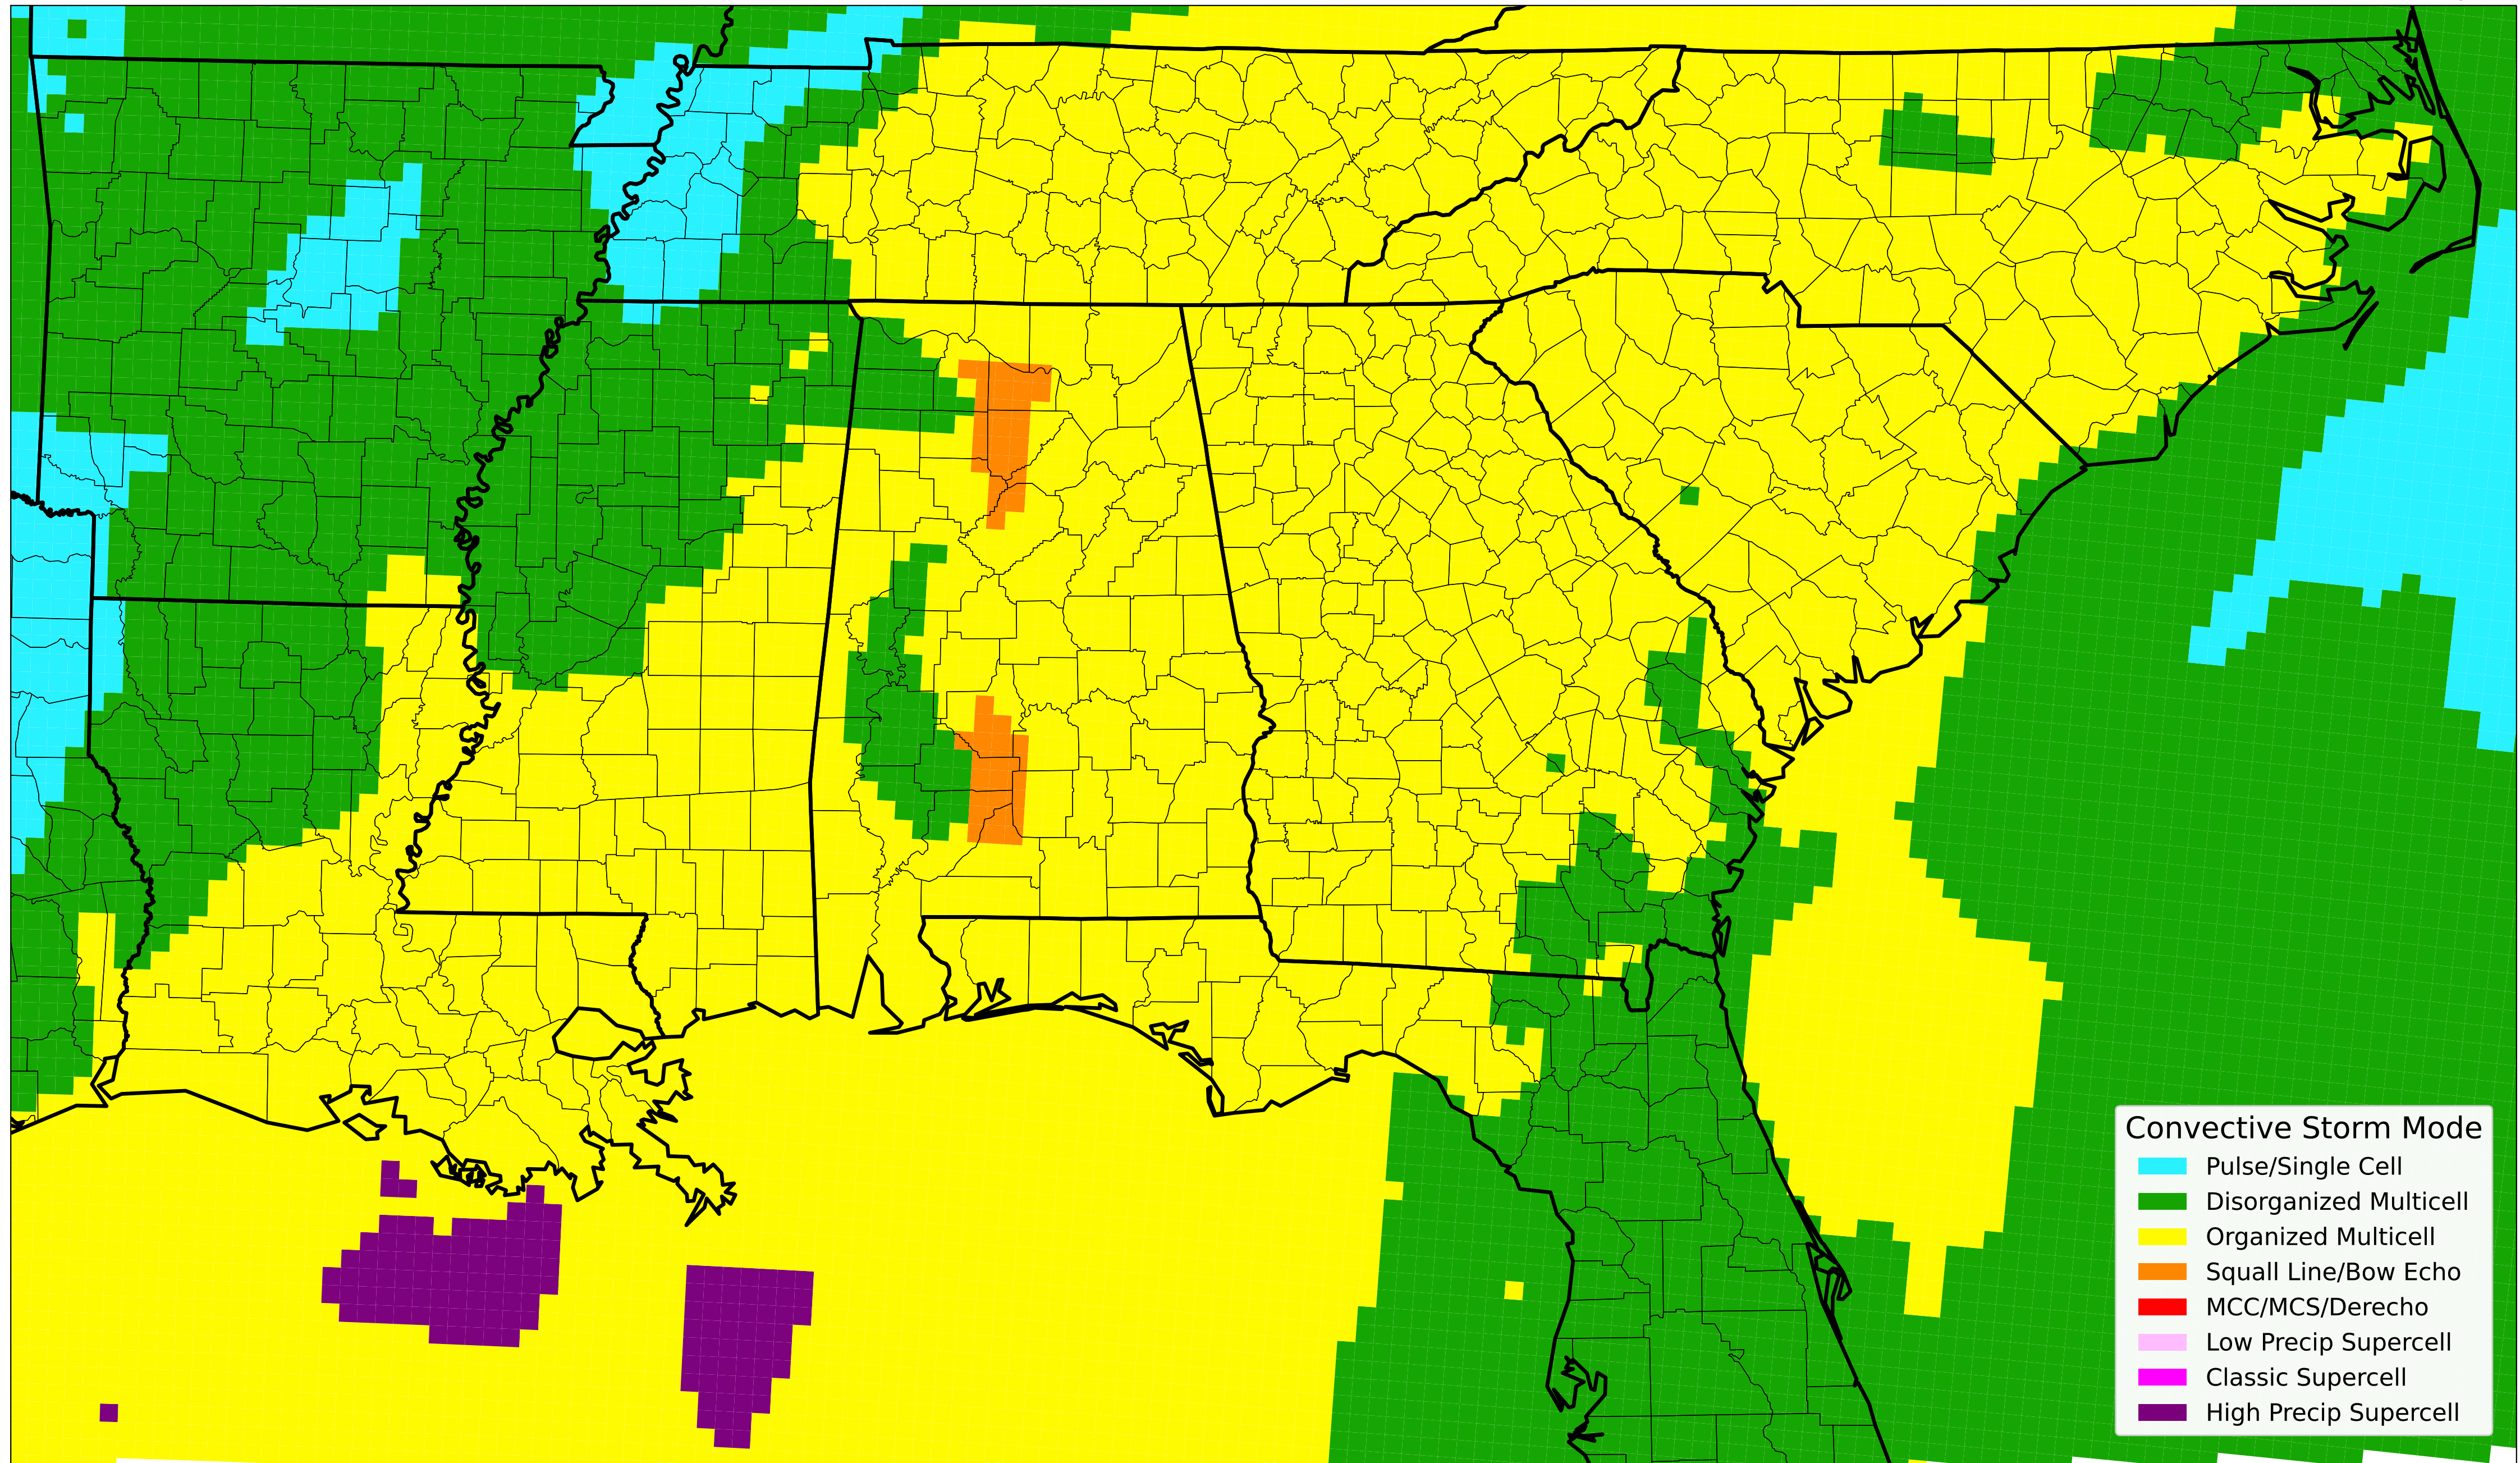 Convective Storm Mode
Pulse/Single Cell
Disorganized Multicell
Organized Multicell
Squall Line/Bow Echo
MCC/MCS/Derecho
Low Precip Supercell
Classic Supercell
High Precip Supercell